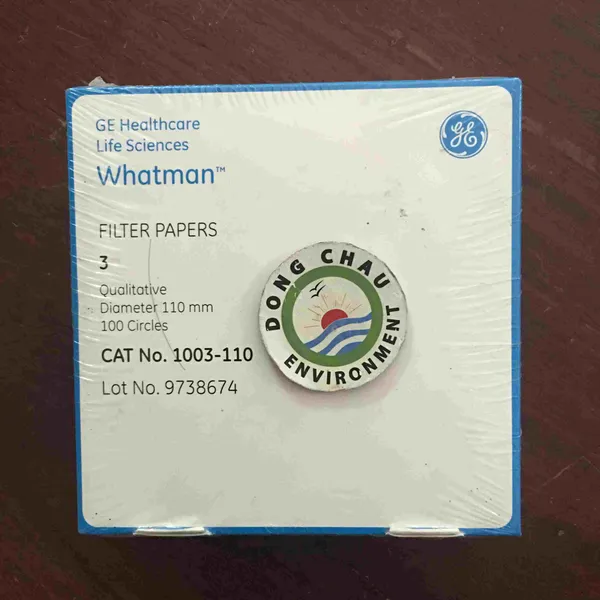 GE Healthcare
Life Sciences
Whatman™
FILTER PAPERS
3
Qualitative
Diameter 110 mm
100 Circles
CAT No. 1003-110
Lot No. 9738674
GE
DONG CHAU
ENVIRONMENT